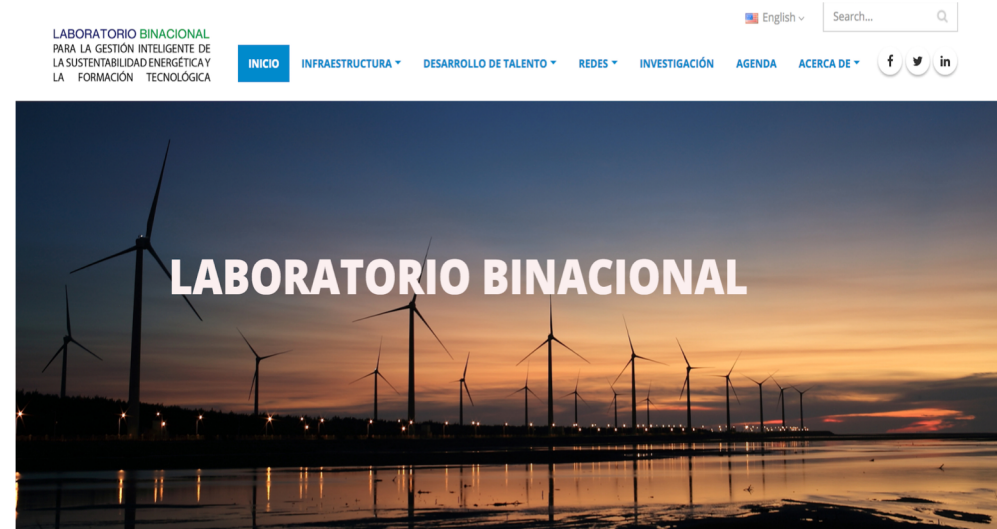 English
Search...
LABORATORIO BINACIONAL
PARA LA GESTIÓN INTELIGENTE DE
LA SUSTENTABILIDAD ENERGÉTICA Y
LA FORMACIÓN TECNOLÓGICA
INICIO INFRAESTRUCTURA DESARROLLO DE TALENTO REDES INVESTIGACIÓN AGENDA ACERCA DE
LABORATORIO BINACIONAL